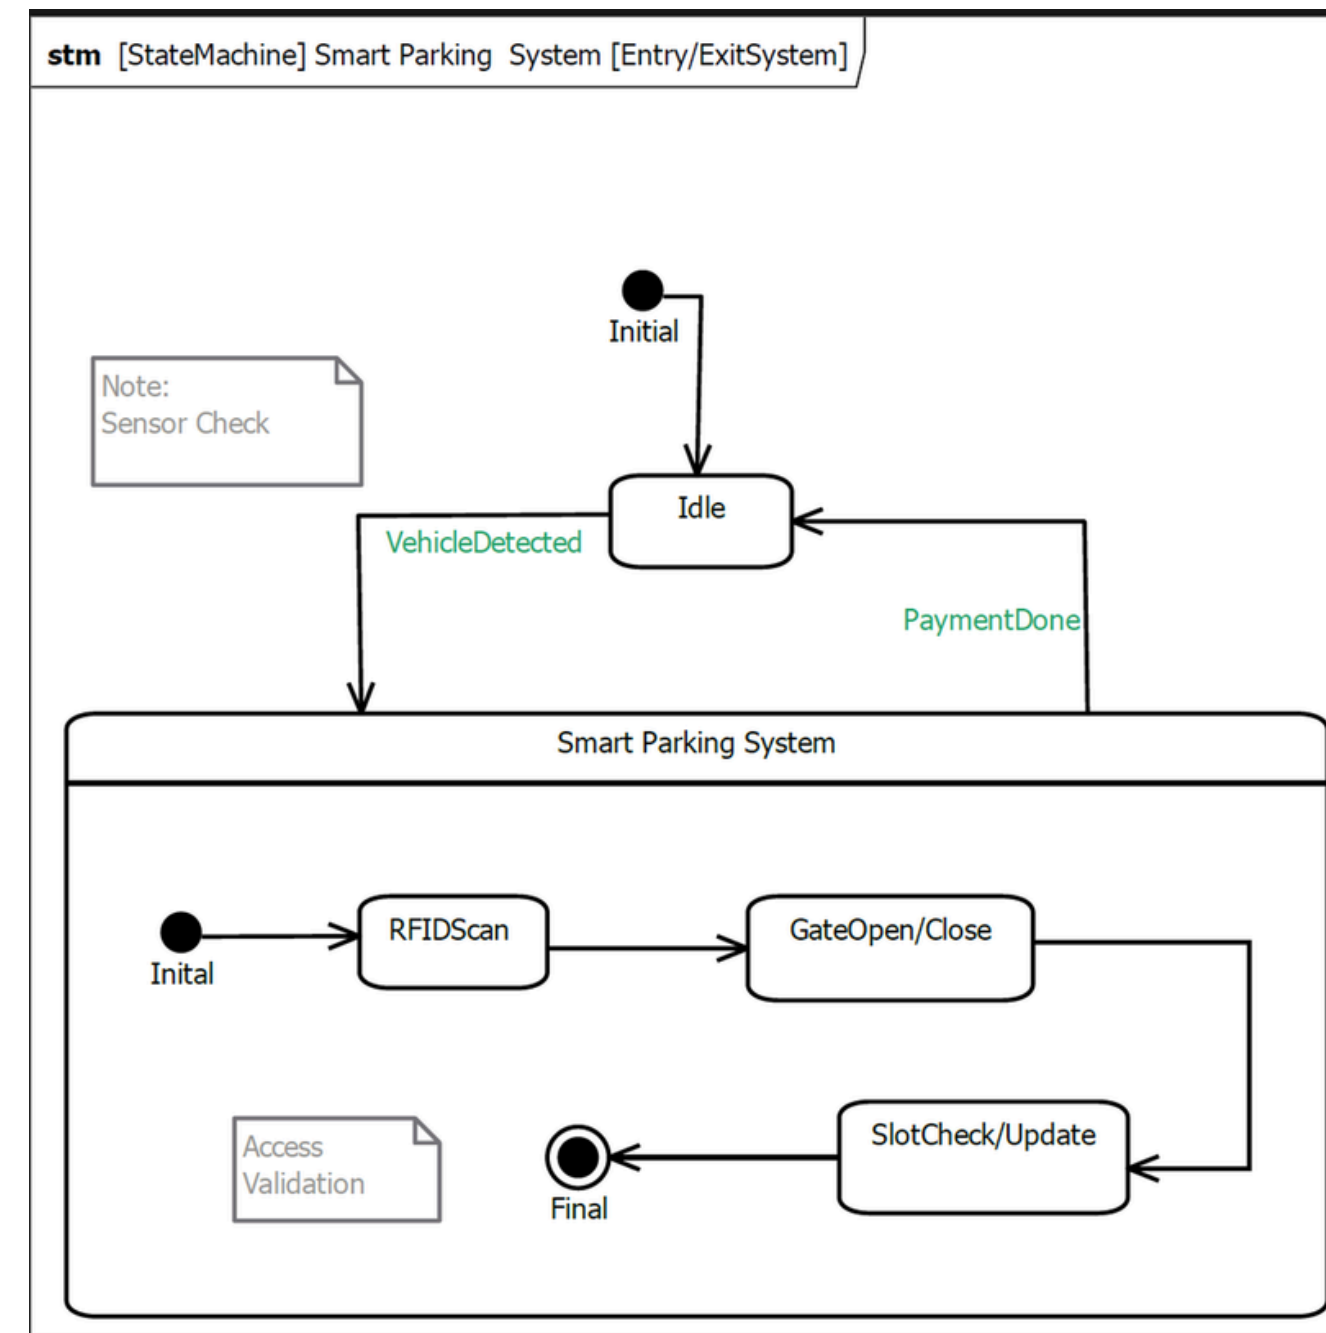 stm [StateMachine] Smart Parking System [Entry/ExitSystem]
Initial
Note:
Sensor Check
Idle
VehicleDetected
PaymentDone
Smart Parking System
RFIDScan
GateOpen/Close
Inital
Access
Validation
SlotCheck/Update
Final